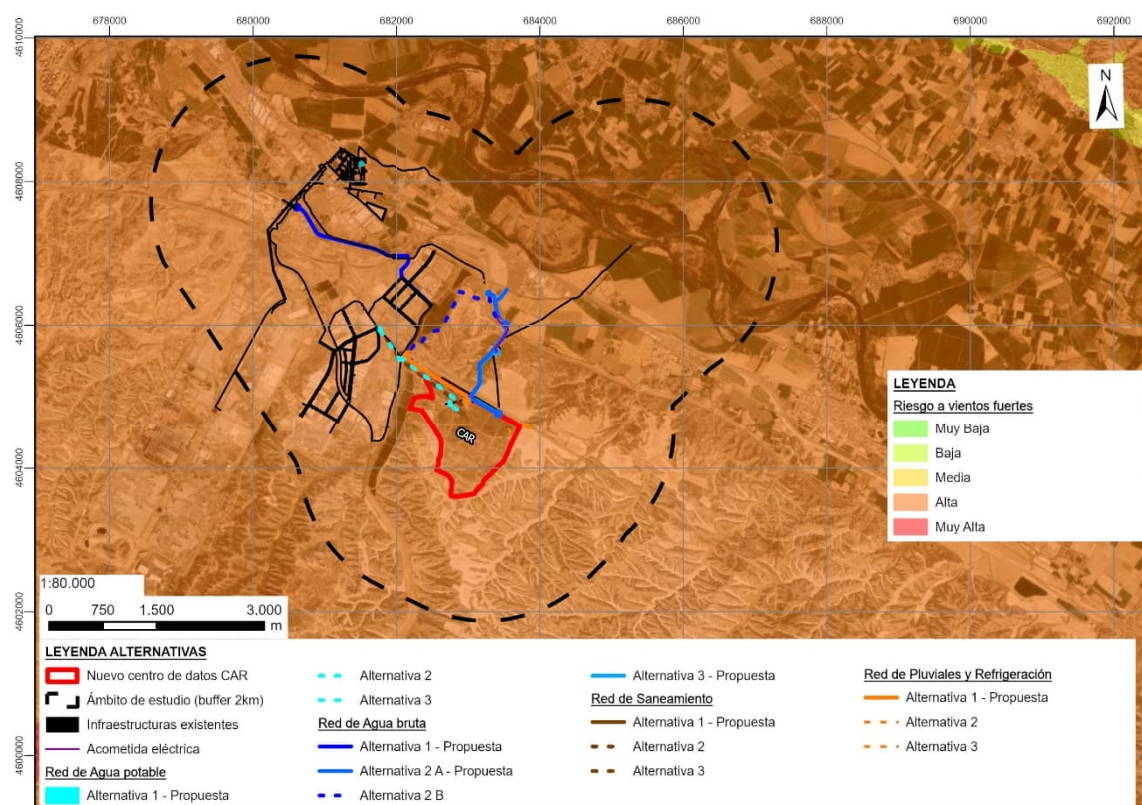 678000 680000 682000 684000 686000 688000 690000 692000
4610000
4608000
4606000
4604000
4602000
4600000
N
CAR
LEYENDA
Riesgo a vientos fuertes
Muy Baja
Baja
Media
Alta
Muy Alta
1:80.000
0 750 1.500 3.000
m
LEYENDA ALTERNATIVAS
Nuevo centro de datos CAR
Ámbito de estudio (buffer 2km)
Infraestructuras existentes
Acometida eléctrica
Red de Agua potable
Alternativa 1 - Propuesta
Alternativa 2
Alternativa 3
Red de Agua bruta
Alternativa 1 - Propuesta
Alternativa 2 A - Propuesta
Alternativa 2 B
Alternativa 3 - Propuesta
Red de Saneamiento
Alternativa 1 - Propuesta
Alternativa 2
Alternativa 3
Red de Pluviales y Refrigeración
Alternativa 1 - Propuesta
Alternativa 2
Alternativa 3